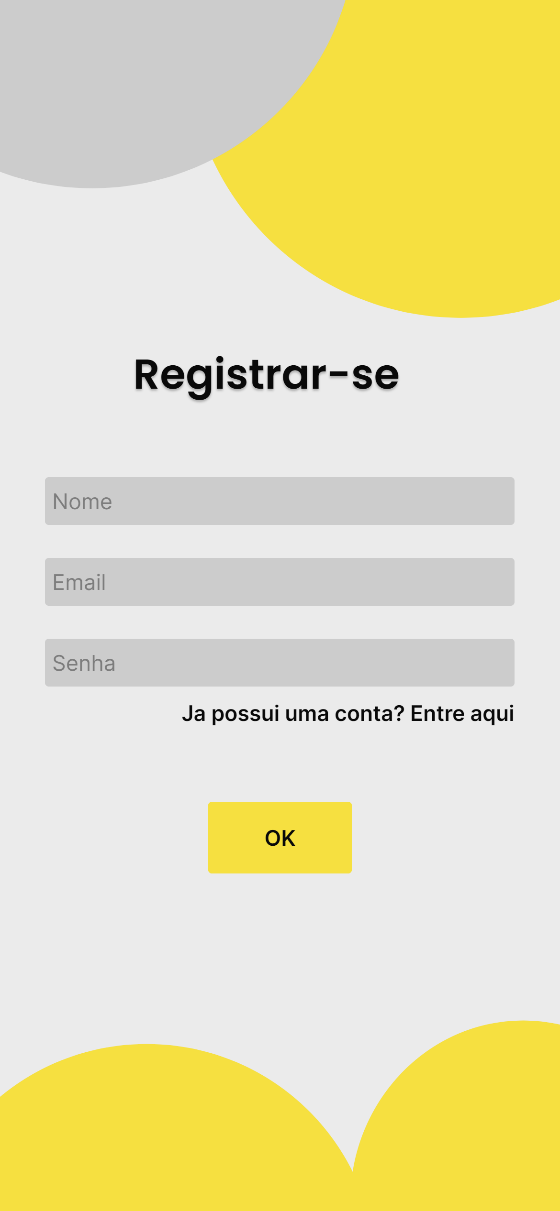 Registrar-se
Nome
Email
Senha
Ja possui uma conta? Entre aqui
OK